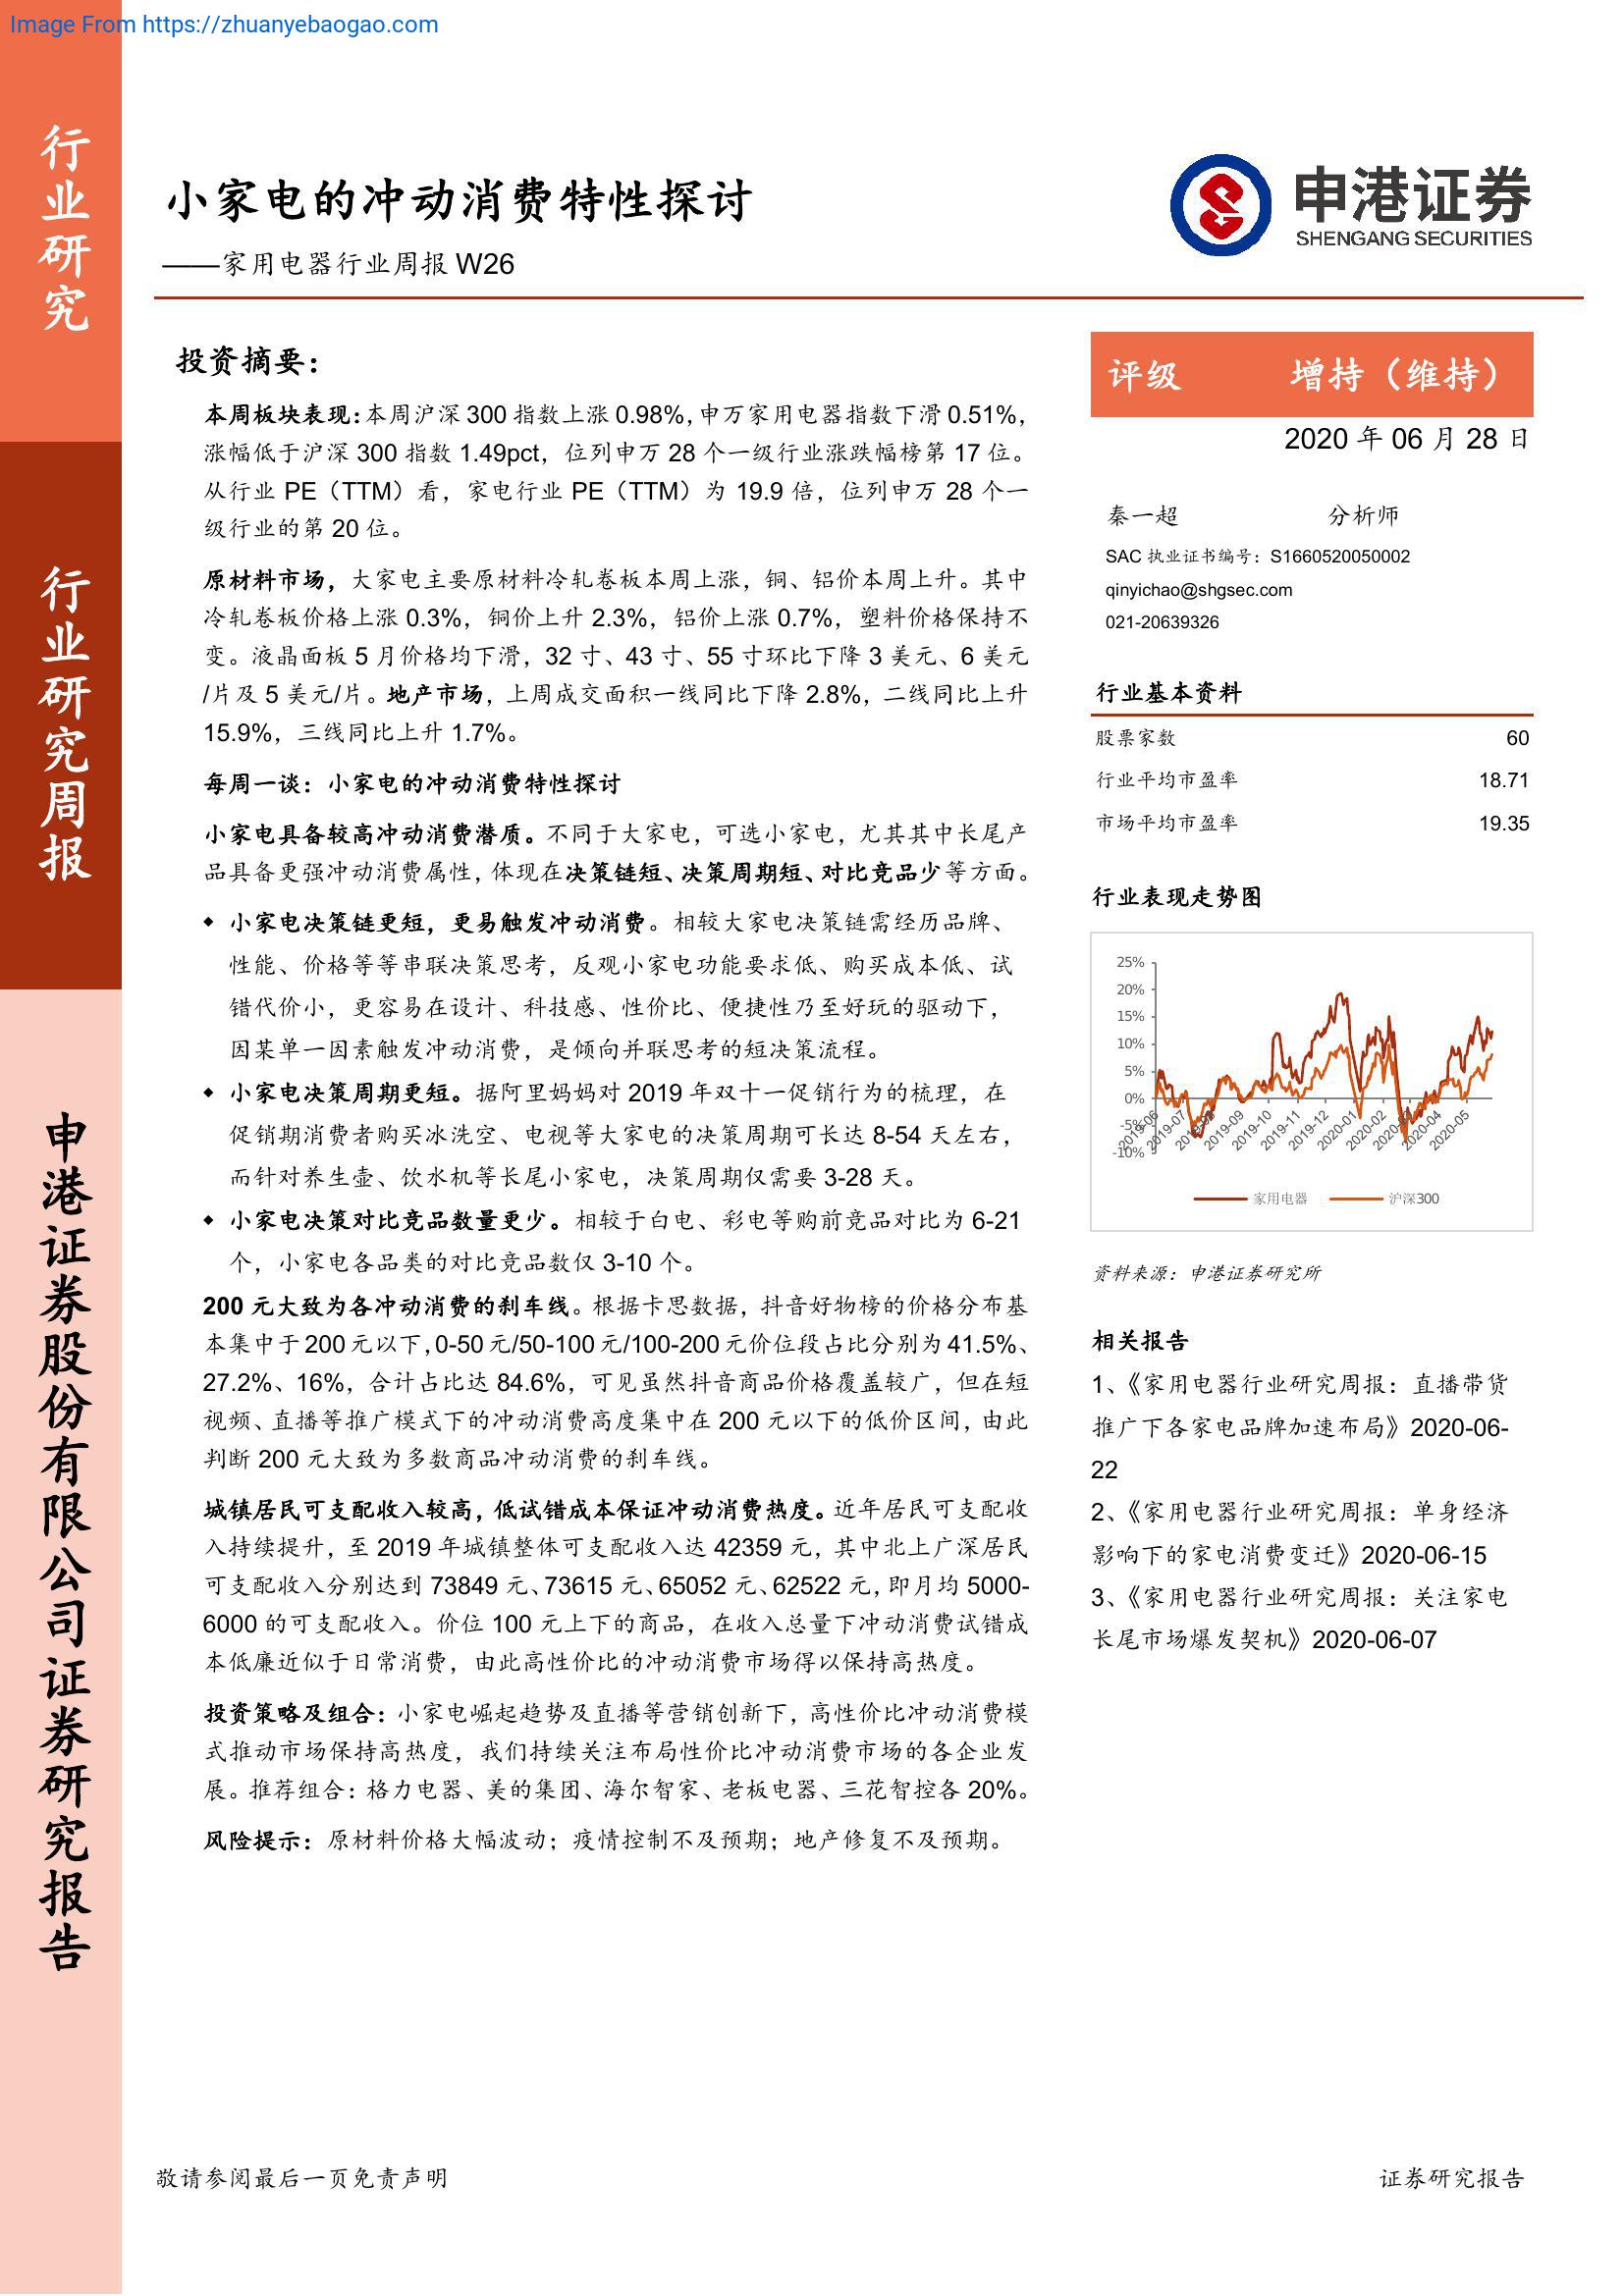 Image From https://zhuanyebaogao.com
行业研究
行业研究周报
申港证券股份有限公司证券研究报告
小家电的冲动消费特性探讨
——家用电器行业周报 W26
申港证券
SHENGANG SECURITIES
投资摘要：
本周板块表现：本周沪深 300 指数上涨 0.98%，申万家用电器指数下滑 0.51%，
涨幅低于沪深 300 指数 1.49pct，位列申万 28 个一级行业涨跌幅榜第 17 位。
从行业 PE（TTM）看，家电行业 PE（TTM）为 19.9 倍，位列申万 28 个一
级行业的第 20 位。
原材料市场，大家电主要原材料冷轧卷板本周上涨，铜、铝价本周上升。其中
冷轧卷板价格上涨 0.3%，铜价上升 2.3%，铝价上涨 0.7%，塑料价格保持不
变。液晶面板 5 月价格均下滑，32 寸、43 寸、55 寸环比下降 3 美元、6 美元
/片及 5 美元/片。地产市场，上周成交面积一线同比下降 2.8%，二线同比上升
15.9%，三线同比上升 1.7%。
每周一谈：小家电的冲动消费特性探讨
小家电具备较高冲动消费潜质。不同于大家电，可选小家电，尤其其中长尾产
品具备更强冲动消费属性，体现在决策链短、决策周期短、对比竞品少等方面。
◆ 小家电决策链更短，更易触发冲动消费。相较大家电决策链需经历品牌、
性能、价格等等串联决策思考，反观小家电功能要求低、购买成本低、试
错代价小，更容易在设计、科技感、性价比、便捷性乃至好玩的驱动下，
因某单一因素触发冲动消费，是倾向并联思考的短决策流程。
◆ 小家电决策周期更短。据阿里妈妈对 2019 年双十一促销行为的梳理，在
促销期消费者购买冰洗空、电视等大家电的决策周期可长达 8-54 天左右，
而针对养生壶、饮水机等长尾小家电，决策周期仅需要 3-28 天。
◆ 小家电决策对比竞品数量更少。相较于白电、彩电等购前竞品对比为 6-21
个，小家电各品类的对比竞品数仅 3-10 个。
200 元大致为各冲动消费的刹车线。根据卡思数据，抖音好物榜的价格分布基
本集中于 200 元以下，0-50 元/50-100 元/100-200 元价位段占比分别为 41.5%、
27.2%、16%，合计占比达 84.6%，可见虽然抖音商品价格覆盖较广，但在短
视频、直播等推广模式下的冲动消费高度集中在 200 元以下的低价区间，由此
判断 200 元大致为多数商品冲动消费的刹车线。
城镇居民可支配收入较高，低试错成本保证冲动消费热度。近年居民可支配收
入持续提升，至 2019 年城镇整体可支配收入达 42359 元，其中北上广深居民
可支配收入分别达到 73849 元、73615 元、65052 元、62522 元，即月均 5000-
6000 的可支配收入。价位 100 元上下的商品，在收入总量下冲动消费试错成
本低廉近似于日常消费，由此高性价比的冲动消费市场得以保持高热度。
投资策略及组合：小家电崛起趋势及直播等营销创新下，高性价比冲动消费模
式推动市场保持高热度，我们持续关注布局性价比冲动消费市场的各企业发
展。推荐组合：格力电器、美的集团、海尔智家、老板电器、三花智控各 20%。
风险提示：原材料价格大幅波动；疫情控制不及预期；地产修复不及预期。
评级 增持（维持）
2020 年 06 月 28 日
秦一超 分析师
SAC 执业证书编号：S1660520050002
qinyichao@shgsec.com
021-20639326
行业基本资料
股票家数 60
行业平均市盈率 18.71
市场平均市盈率 19.35
行业表现走势图
25%
20%
15%
10%
5%
0%
-5%
-10%
2019-06 2019-07 2019-08 2019-09 2019-10 2019-11 2019-12 2020-01 2020-02 2020-03 2020-04 2020-05
家用电器 沪深300
资料来源：申港证券研究所
相关报告
1、《家用电器行业研究周报：直播带货
推广下各家电品牌加速布局》2020-06-
22
2、《家用电器行业研究周报：单身经济
影响下的家电消费变迁》2020-06-15
3、《家用电器行业研究周报：关注家电
长尾市场爆发契机》2020-06-07
敬请参阅最后一页免责声明
证券研究报告